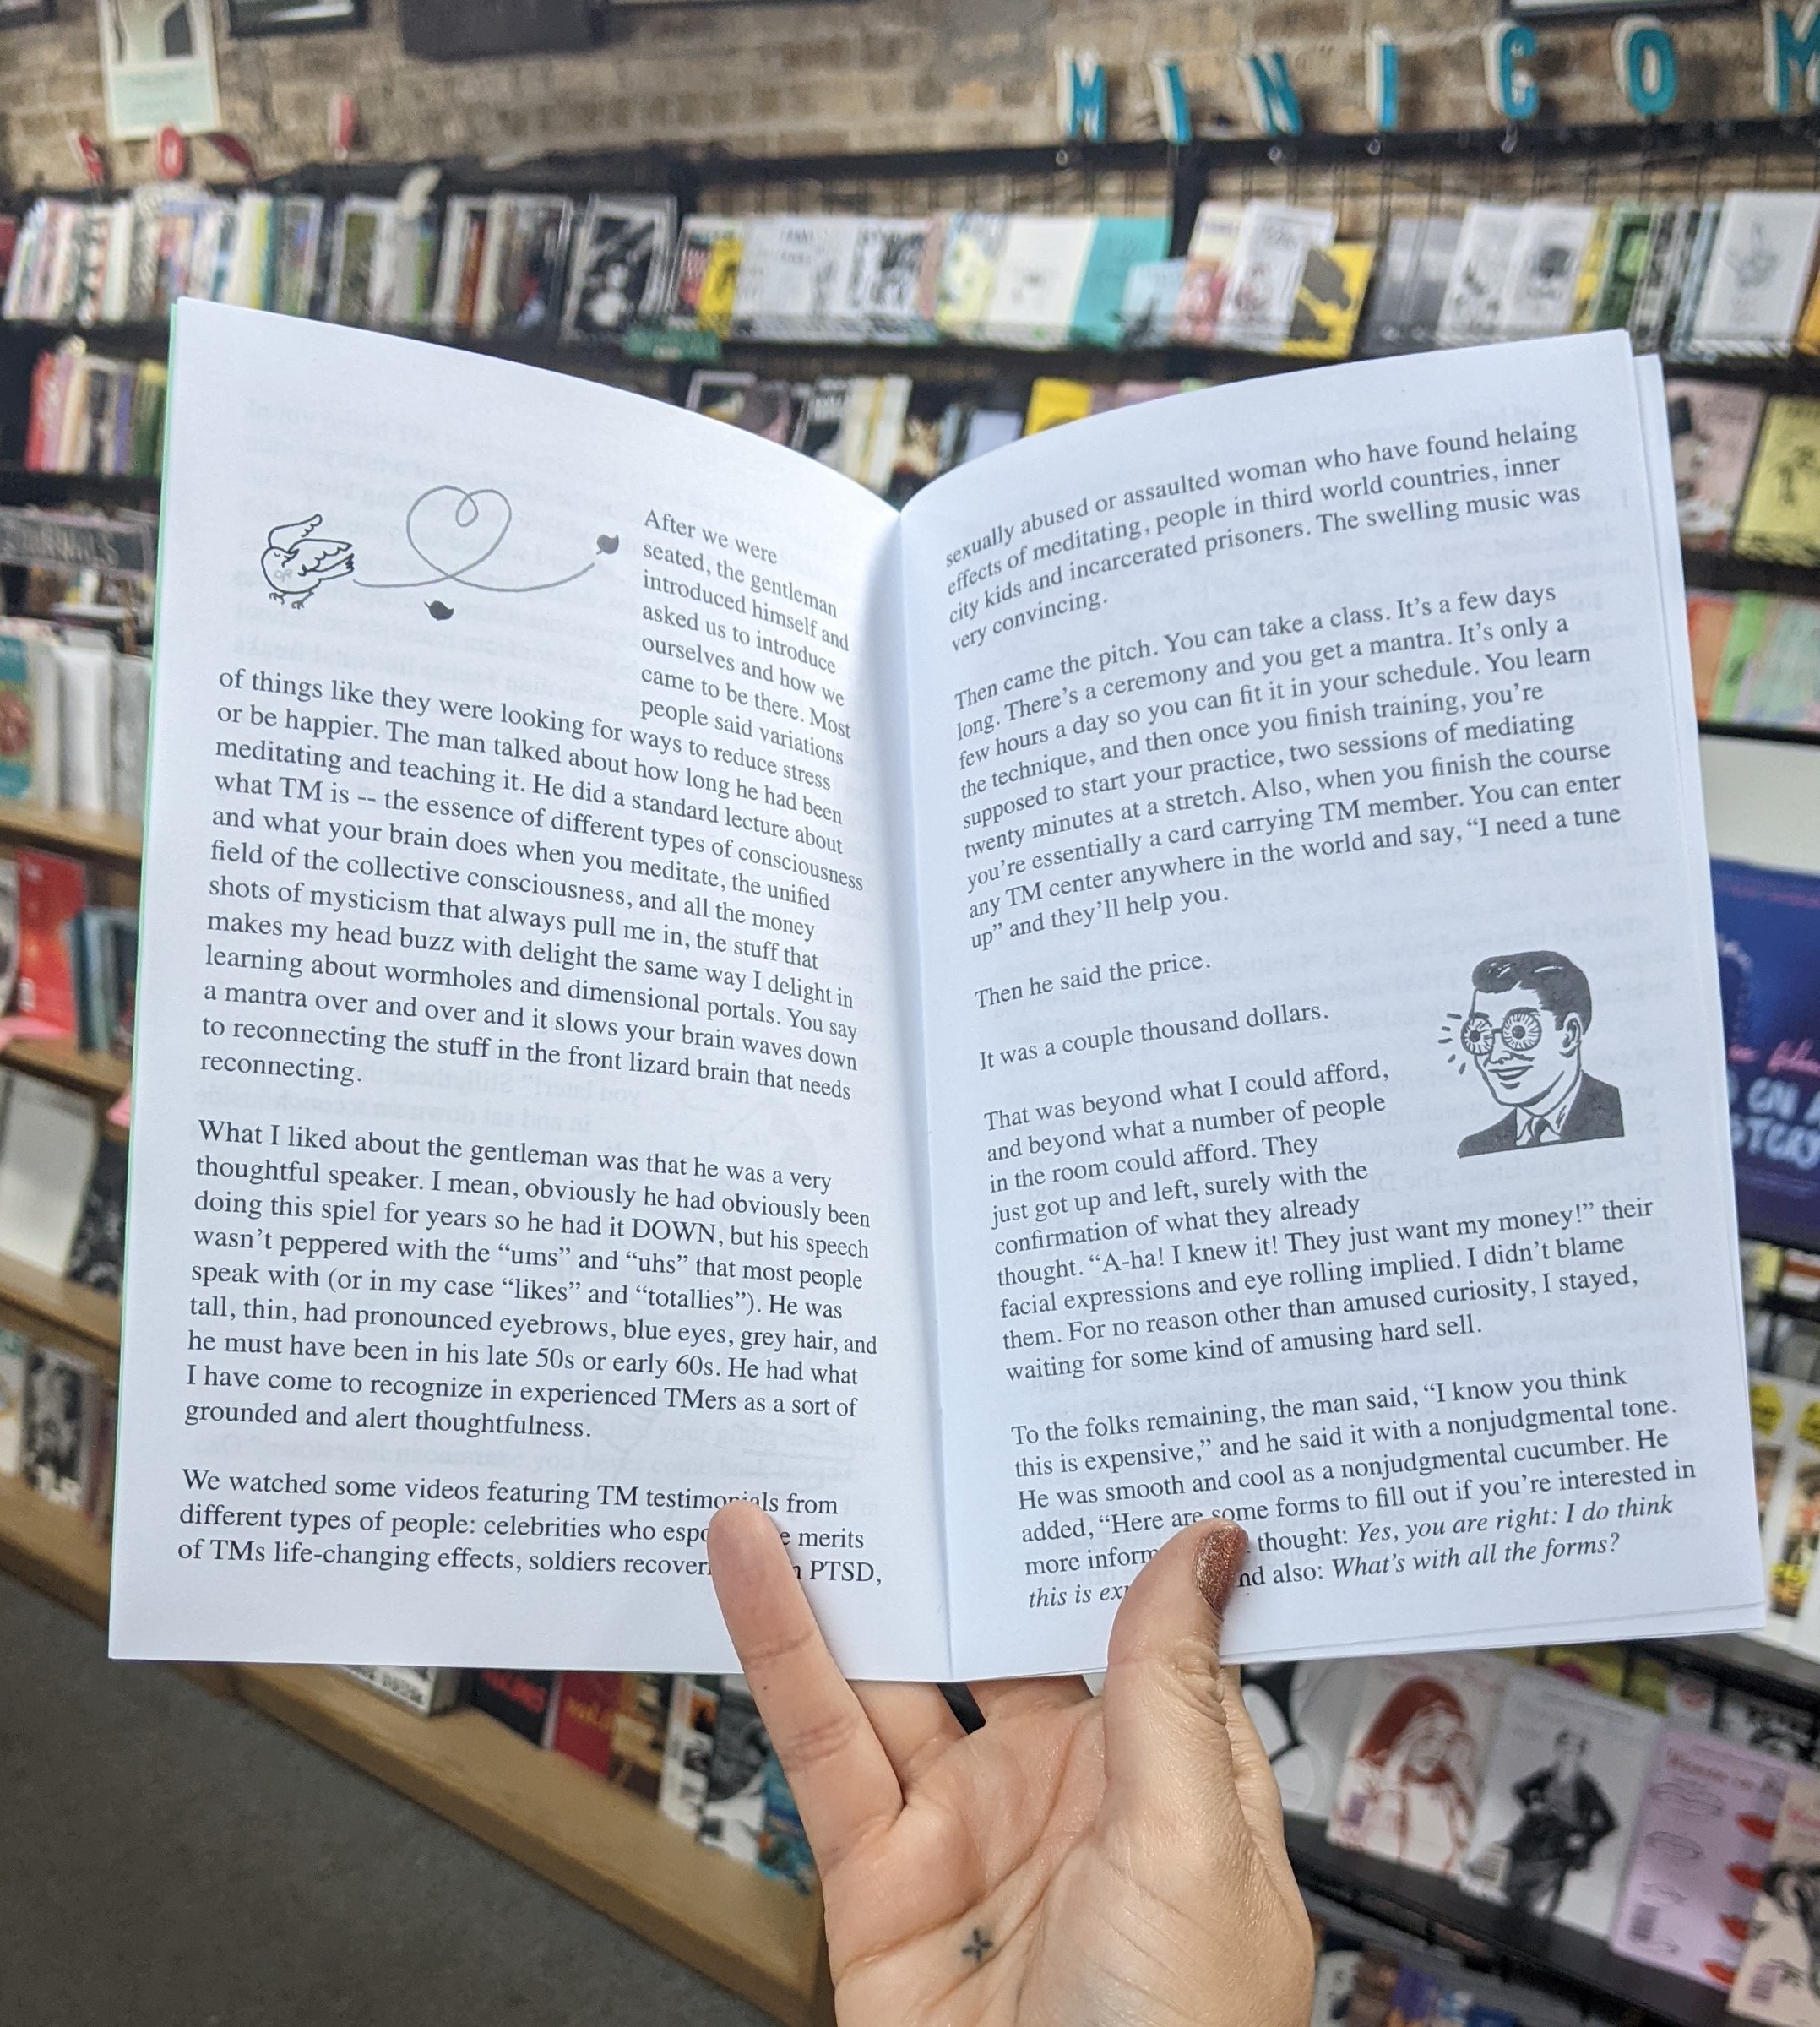 MINICOM
After we were
seated, the gentleman
introduced himself and
asked us to introduce
ourselves and how we
came to be there. Most
people said variations
of things like they were looking for ways to reduce stress
or be happier. The man talked about how long he had been
meditating and teaching it. He did a standard lecture about
what TM is -- the essence of different types of consciousness
and what your brain does when you meditate, the unified
field of the collective consciousness, and all the money
shots of mysticism that always pull me in, the stuff that
makes my head buzz with delight the same way I delight in
learning about wormholes and dimensional portals. You say
a mantra over and over and it slows your brain waves down
to reconnecting the stuff in the front lizard brain that needs
reconnecting.
What I liked about the gentleman was that he was a very
thoughtful speaker. I mean, obviously he had obviously been
doing this spiel for years so he had it DOWN, but his speech
wasn't peppered with the “ums” and “uhs” that most people
speak with (or in my case “likes” and “totallies”). He was
tall, thin, had pronounced eyebrows, blue eyes, grey hair, and
he must have been in his late 50s or early 60s. He had what
I have come to recognize in experienced TMers as a sort of
grounded and alert thoughtfulness.
We watched some videos featuring TM testimonials from
different types of people: celebrities who espo e merits
of TMs life-changing effects, soldiers recover PTSD,
sexually abused or assaulted woman who have found helaing
effects of meditating, people in third world countries, inner
city kids and incarcerated prisoners. The swelling music was
very convincing.
Then came the pitch. You can take a class. It's a few days
long. There's a ceremony and you get a mantra. It's only a
few hours a day so you can fit it in your schedule. You learn
the technique, and then once you finish training, you're
supposed to start your practice, two sessions of mediating
twenty minutes at a stretch. Also, when you finish the course
you're essentially a card carrying TM member. You can enter
any TM center anywhere in the world and say, “I need a tune
up” and they'll help you.
Then he said the price.
It was a couple thousand dollars.
That was beyond what I could afford,
and beyond what a number of people
in the room could afford. They
just got up and left, surely with the
confirmation of what they already
thought. “A-ha! I knew it! They just want my money!” their
facial expressions and eye rolling implied. I didn't blame
them. For no reason other than amused curiosity, I stayed,
waiting for some kind of amusing hard sell.
To the folks remaining, the man said, “I know you think
this is expensive,” and he said it with a nonjudgmental tone.
He was smooth and cool as a nonjudgmental cucumber. He
added, “Here are some forms to fill out if you're interested in
more inform thought: Yes, you are right: I do think
this is ex nd also: What's with all the forms?